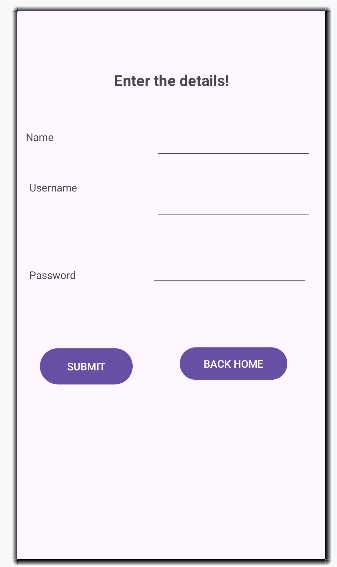 Enter the details!
Name
Username
Password
SUBMIT
BACK HOME